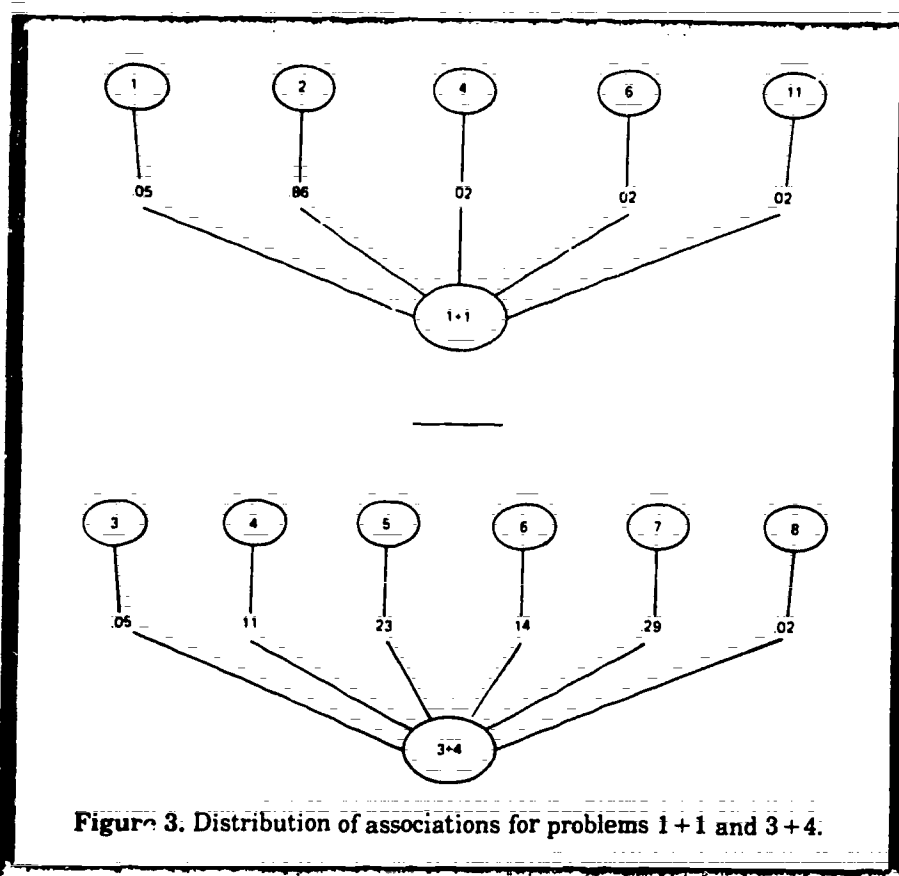 1 2 4 6 11
.05 .86 02 02 02
1+1
3 4 5 6 7 8
.05 11 23 14 29 .02
3+4
Figure 3. Distribution of associations for problems 1+1 and 3+4.